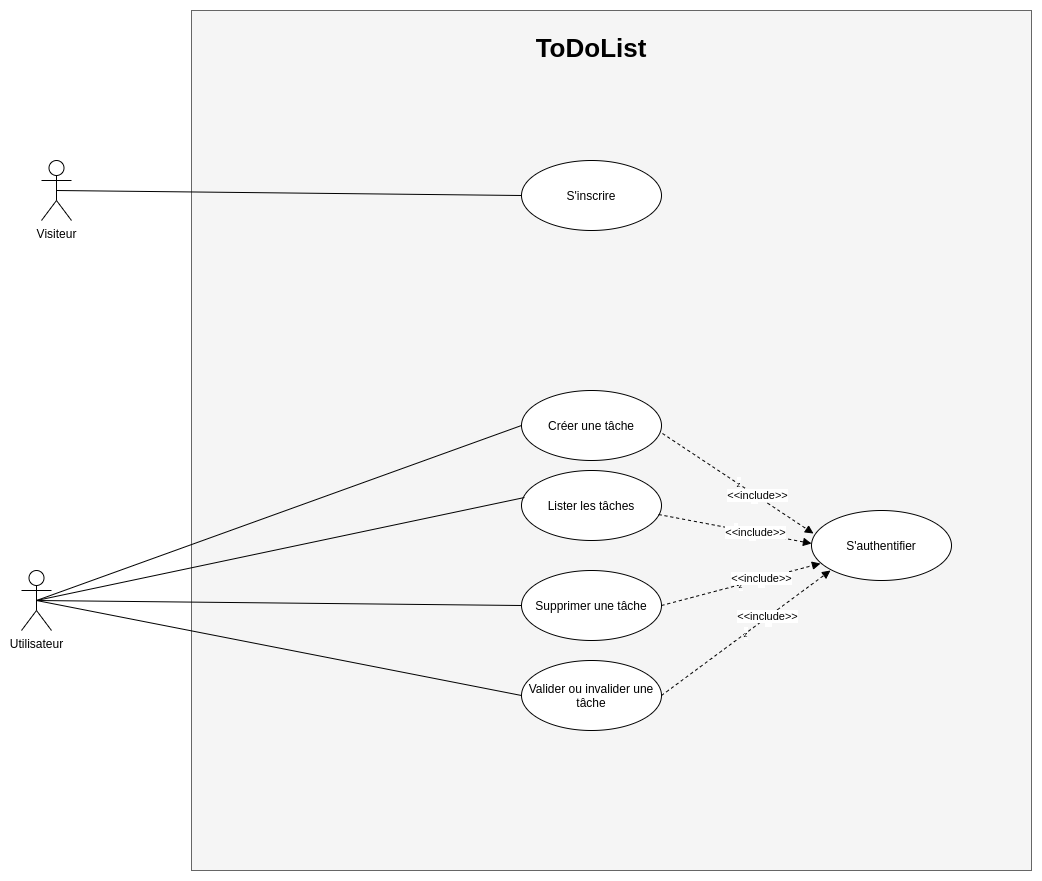 ToDoList
S'inscrire
Visiteur
Créer une tâche
<<include>>
Lister les tâches
<<include>>
S'authentifier
<<include>>
Supprimer une tâche
<<include>>
Utilisateur
Valider ou invalider une
tâche